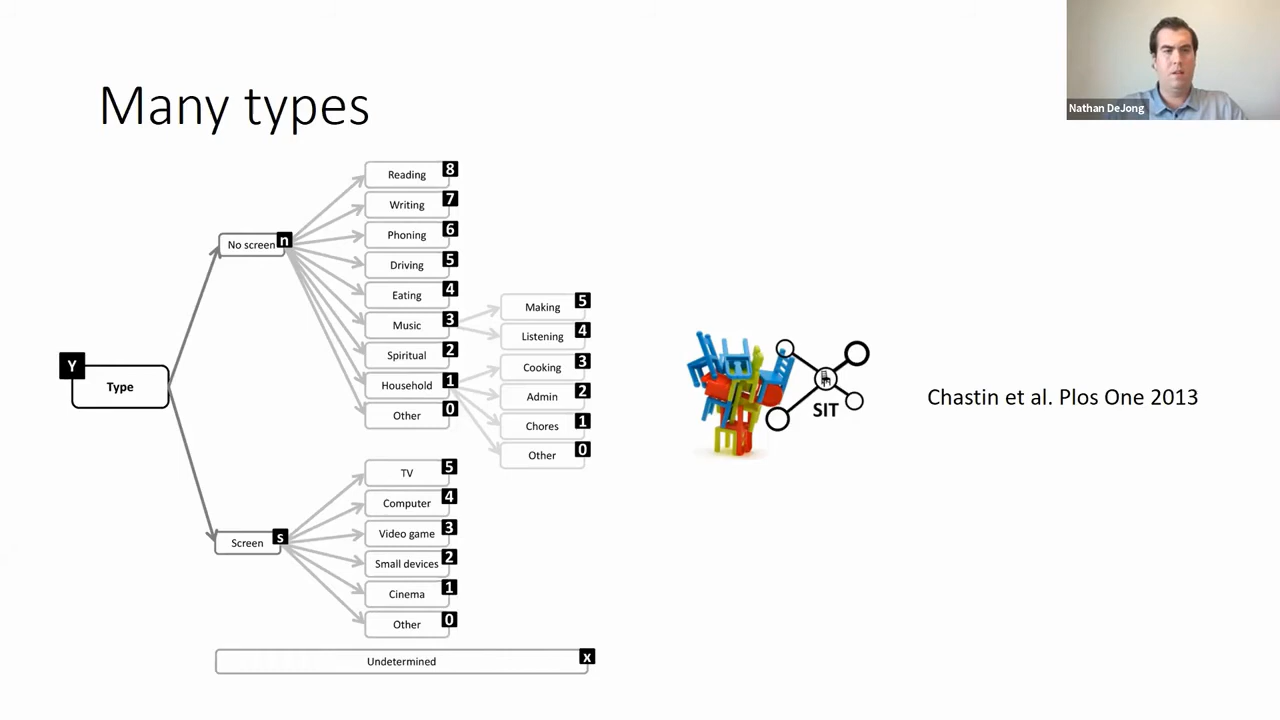 Many types
Nathan DeJong
Y
Type
No screen n
Reading 8
Writing 7
Phoning 6
Driving 5
Eating 4
Music 3
Spiritual 2
Household 1
Other 0
Making 5
Listening 4
Cooking 3
Admin 2
Chores 1
Other 0
Screen s
TV 5
Computer 4
Video game 3
Small devices 2
Cinema 1
Other 0
Undetermined x
SIT
Chastin et al. Plos One 2013